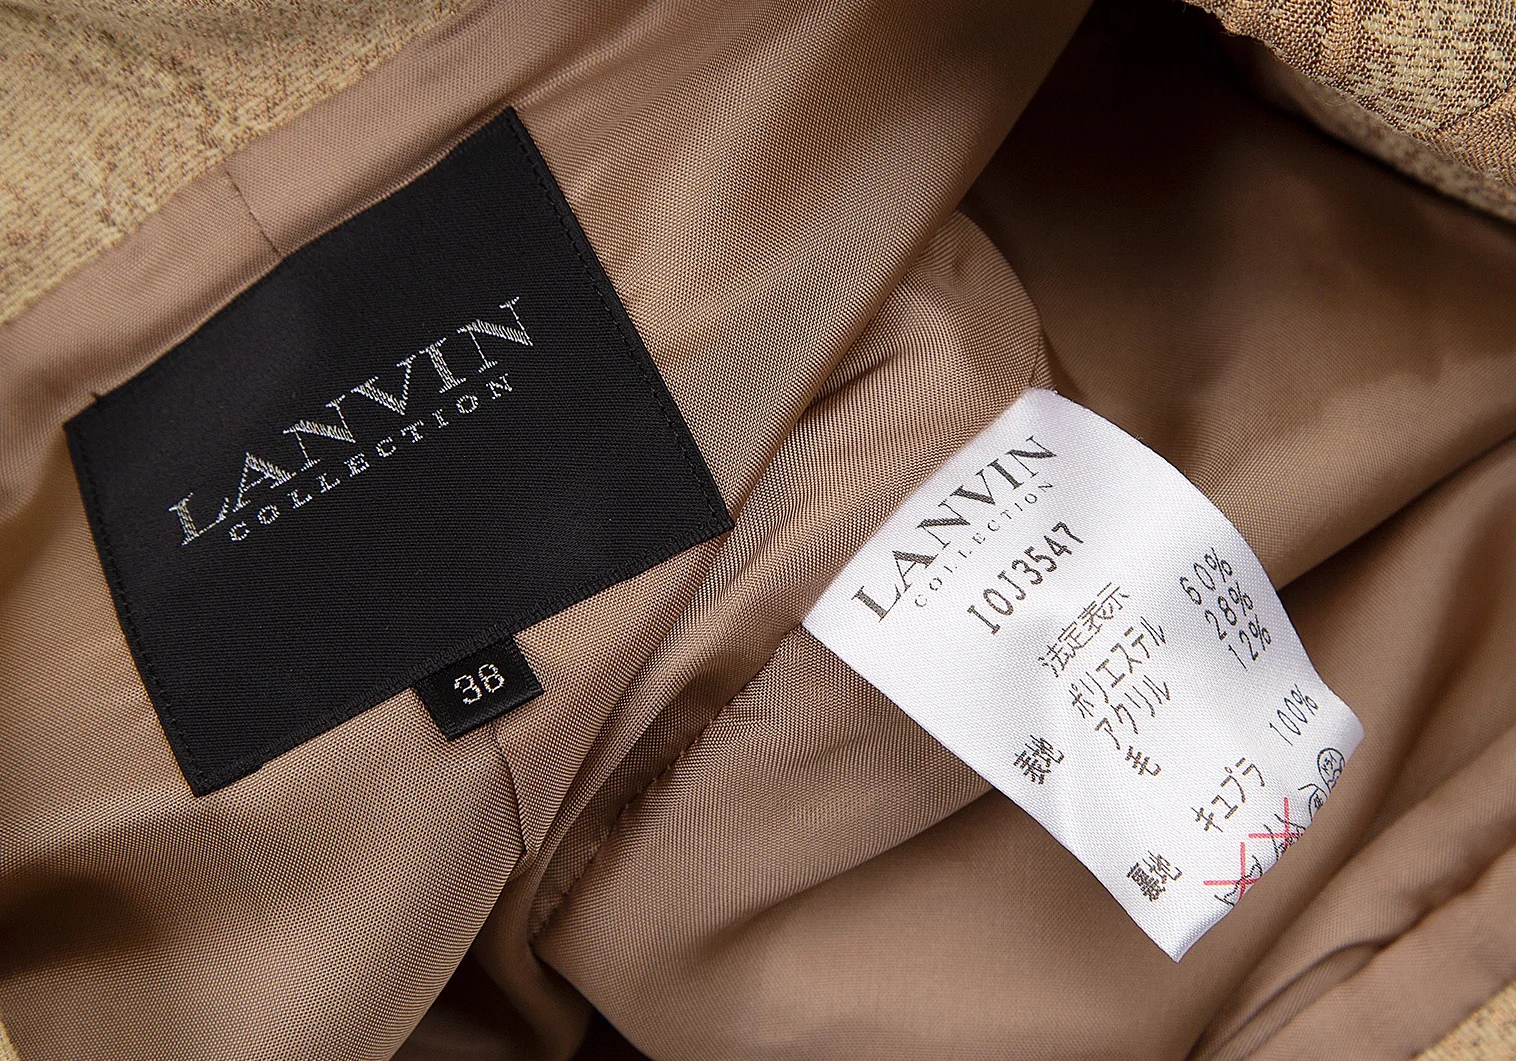 LANVIN
COLLECTION
38
LANVIN
COLLECTION
I0J3547
法定表示
表地 ポリエステル 60%
アクリル 28%
毛 12%
裏地 キュプラ 100%